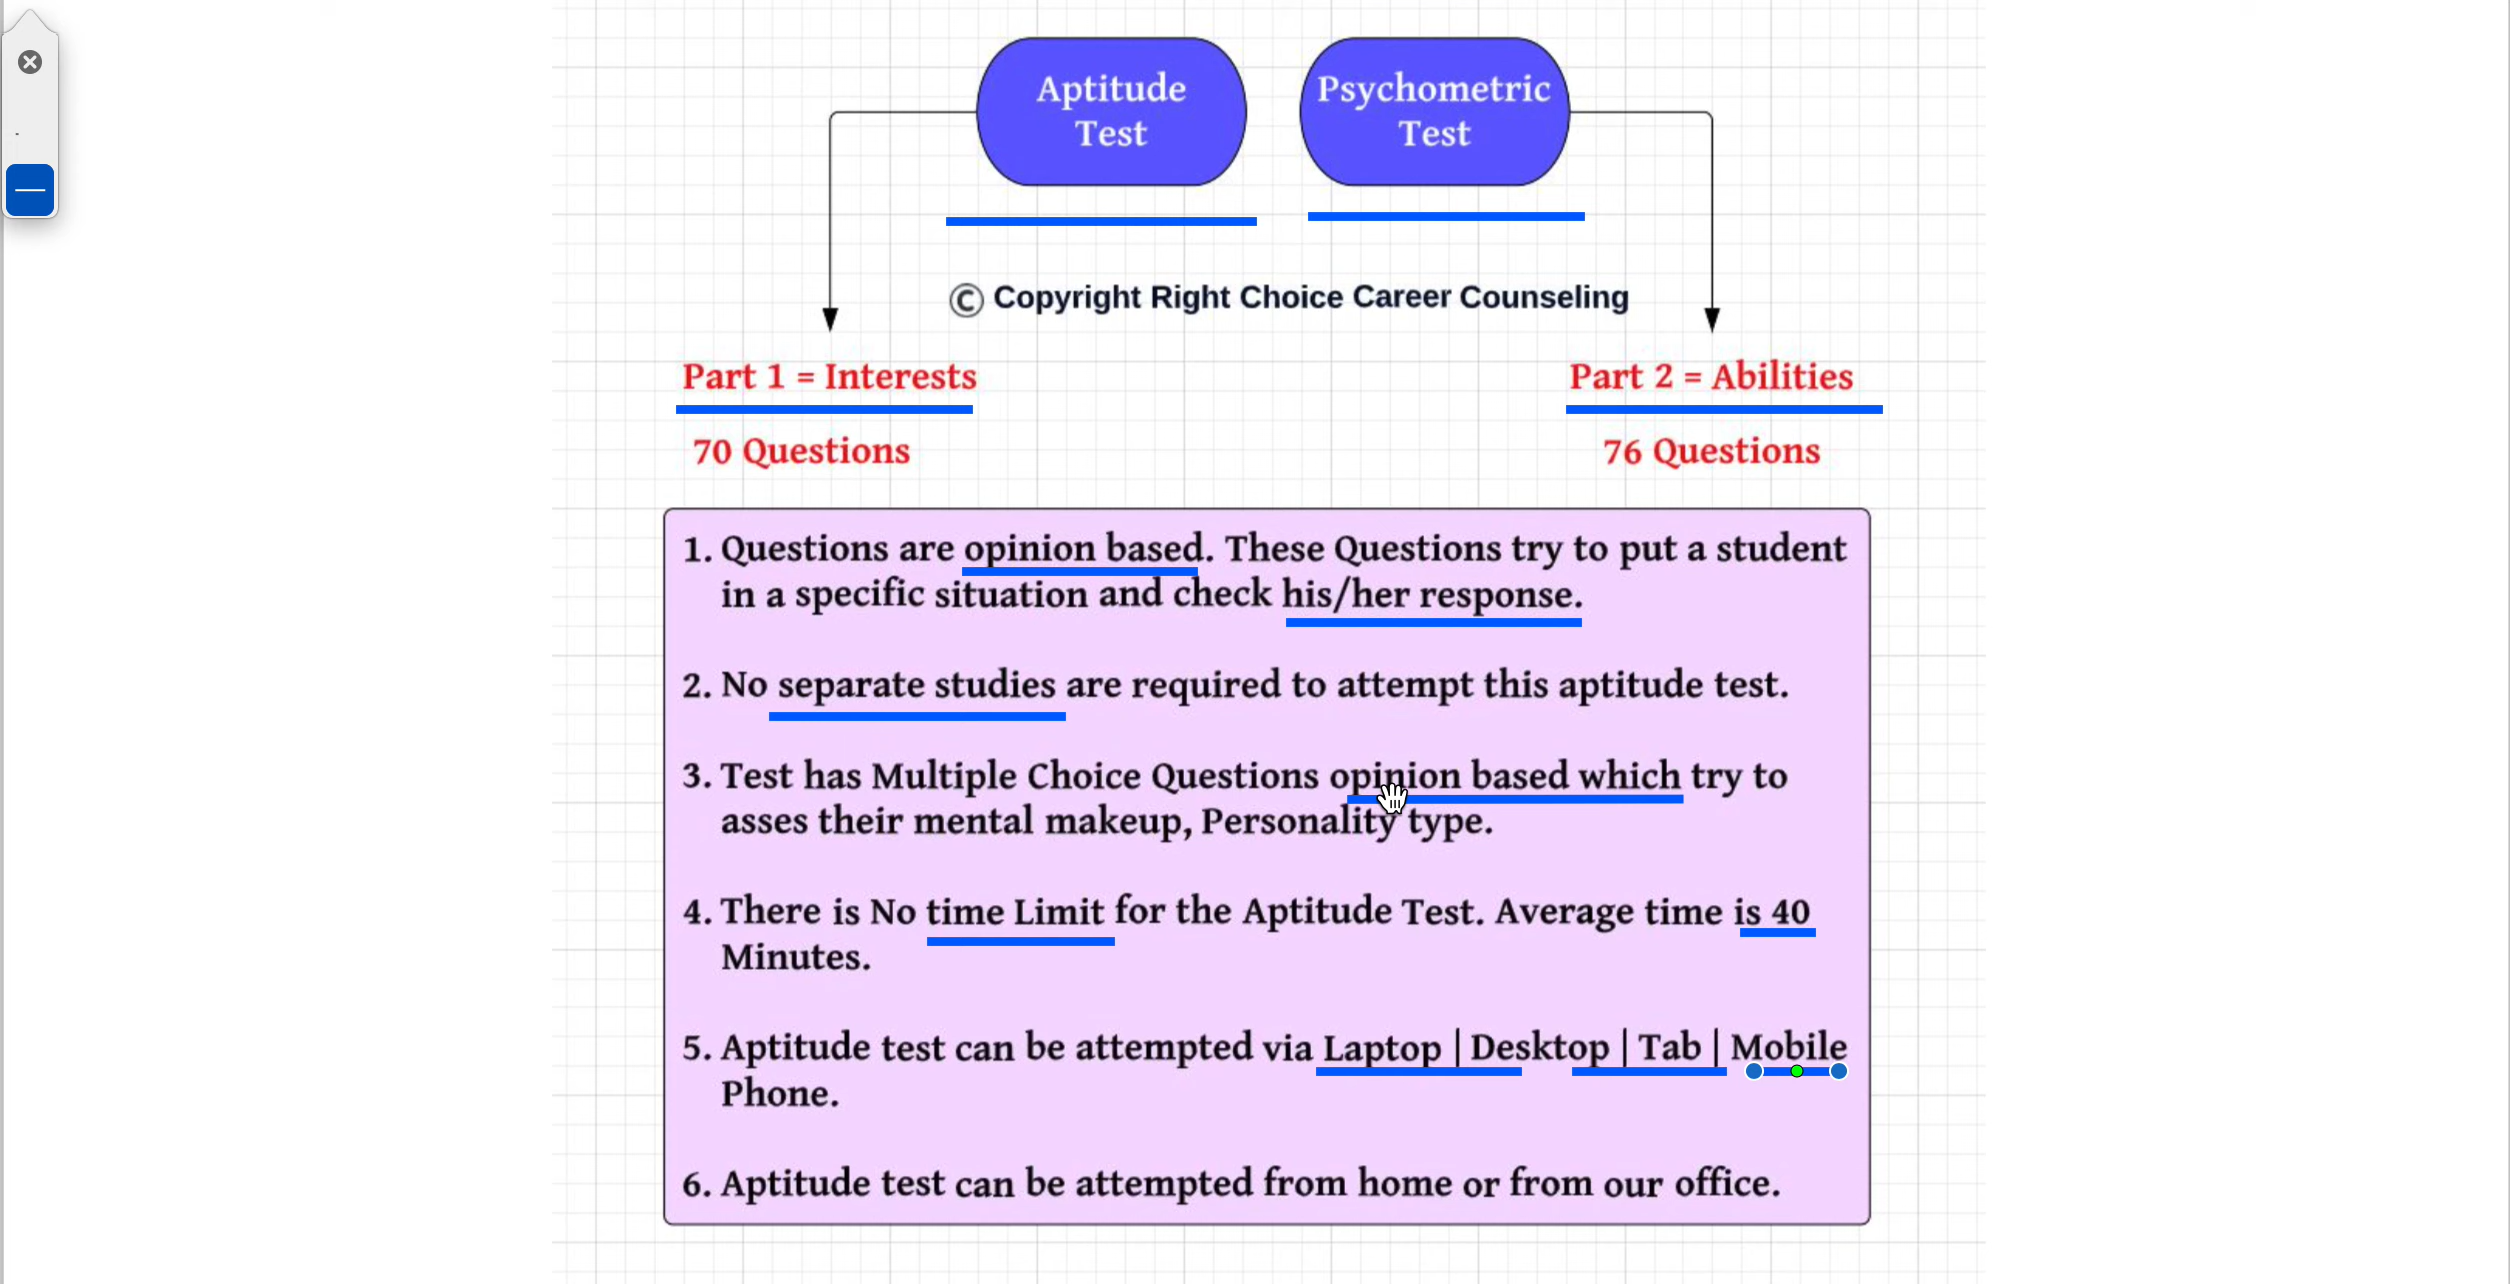 Aptitude
Test
Psychometric
Test
© Copyright Right Choice Career Counseling
Part 1 = Interests
Part 2 = Abilities
70 Questions
76 Questions
1. Questions are opinion based. These Questions try to put a student
in a specific situation and check his/her response.
2. No separate studies are required to attempt this aptitude test.
3. Test has Multiple Choice Questions opinion based which try to
asses their mental makeup, Personality type.
4. There is No time Limit for the Aptitude Test. Average time is 40
Minutes.
5. Aptitude test can be attempted via Laptop | Desktop | Tab | Mobile
Phone.
6. Aptitude test can be attempted from home or from our office.